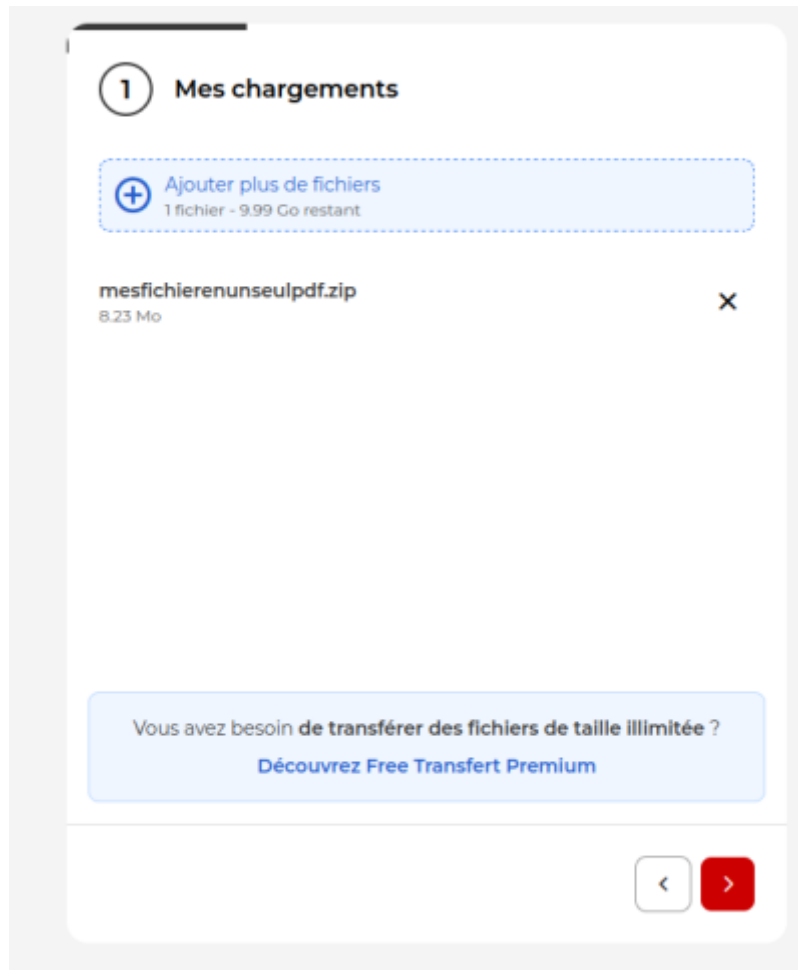 1 Mes chargements
Ajouter plus de fichiers
1 fichier - 9.99 Go restant
mesfichierenunseulpdf.zip
8.23 Mo
Vous avez besoin de transférer des fichiers de taille illimitée ?
Découvrez Free Transfert Premium